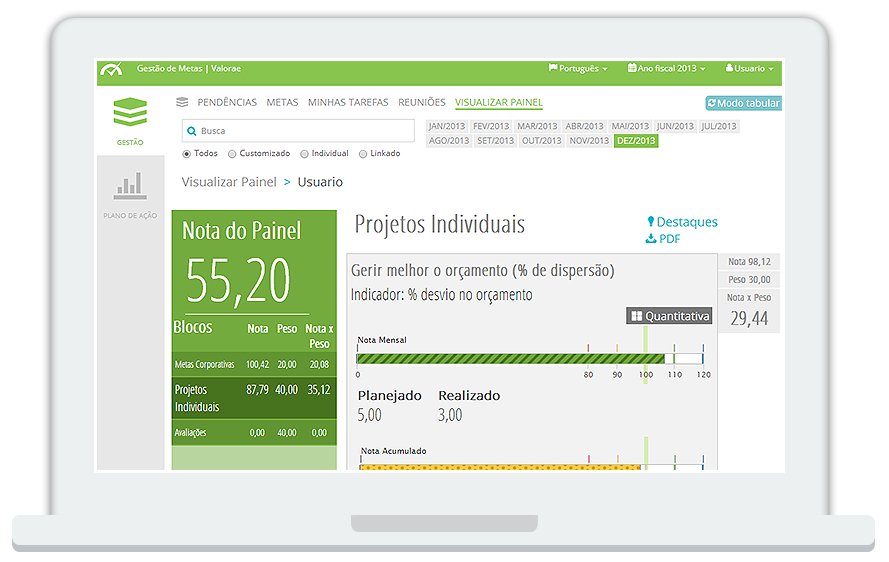 Gestão de Metas | Valorae
Português
Ano fiscal 2013
Usuario
GESTÃO
PLANO DE AÇÃO
PENDÊNCIAS METAS MINHAS TAREFAS REUNIÕES VISUALIZAR PAINEL
Modo tabular
Busca
Todos Customizado Individual Linkado
JAN/2013 FEV/2013 MAR/2013 ABR/2013 MAI/2013 JUN/2013 JUL/2013
AGO/2013 SET/2013 OUT/2013 NOV/2013 DEZ/2013
Visualizar Painel > Usuario
Nota do Painel
55,20
Blocos Nota Peso Nota x
Peso
Metas Corporativas 100,42 20,00 20,08
Projetos 87,79 40,00 35,12
Individuais
Avaliações 0,00 40,00 0,00
Projetos Individuais
Destaques
PDF
Gerir melhor o orçamento (% de dispersão)
Indicador: % desvio no orçamento
Quantitativa
Nota Mensal
0 80 90 100 110 120
Planejado Realizado
5,00 3,00
Nota Acumulado
Nota 98,12
Peso 30,00
Nota x Peso
29,44